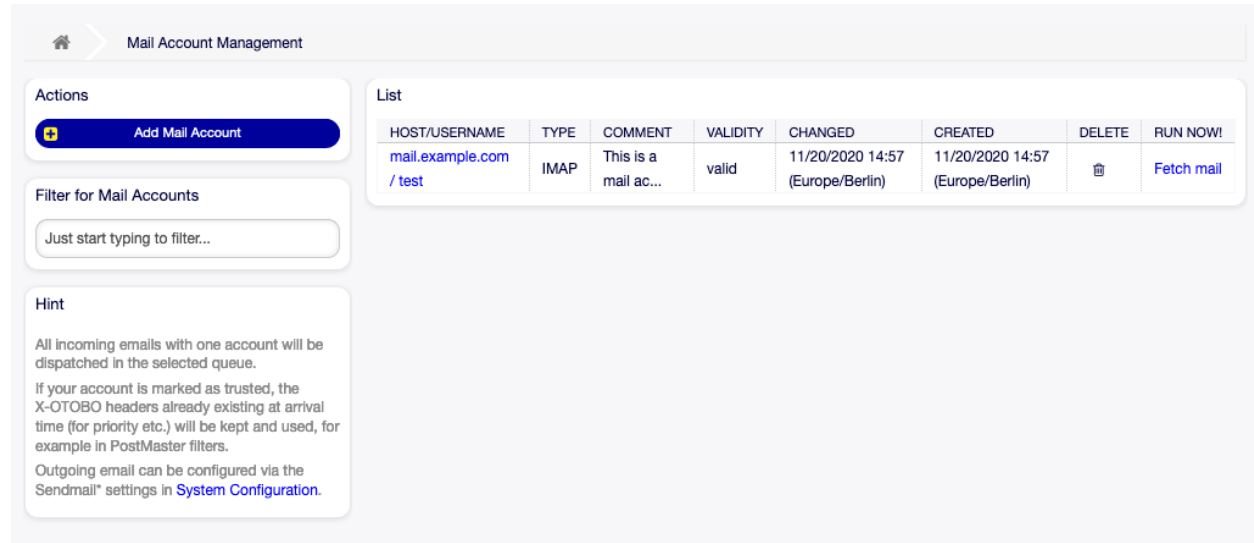 Mail Account Management
Actions
Add Mail Account
Filter for Mail Accounts
Just start typing to filter...
Hint
All incoming emails with one account will be
dispatched in the selected queue.
If your account is marked as trusted, the
X-OTOBO headers already existing at arrival
time (for priority etc.) will be kept and used, for
example in PostMaster filters.
Outgoing email can be configured via the
Sendmail* settings in System Configuration.
List
HOST/USERNAME TYPE COMMENT VALIDITY CHANGED CREATED DELETE RUN NOW!
mail.example.com This is a 11/20/2020 14:57 11/20/2020 14:57
IMAP valid Fetch mail
/ test mail ac... (Europe/Berlin) (Europe/Berlin)